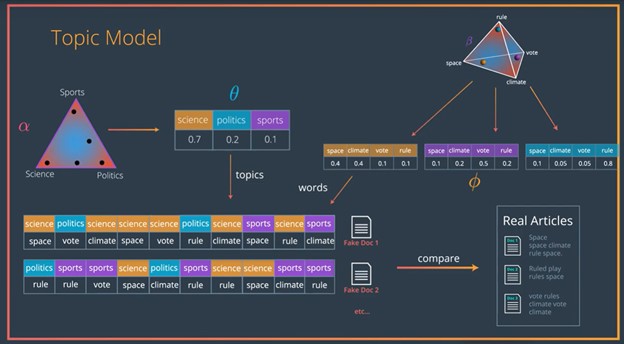 Topic Model
rule
β
vote
space
climate
Sports
α
Science
Politics
θ
science politics sports
0.7 0.2 0.1
space climate vote rule
0.4 0.4 0.1 0.1
space climate vote rule
0.1 0.2 0.5 0.2
space climate vote rule
0.1 0.05 0.05 0.8
ϕ
topics
words
science politics science science science politics science sports science sports
space vote climate space vote rule climate space rule climate
Fake Doc 1
politics sports sports science politics sports science science sports sports
rule rule vote space climate rule rule space climate rule
Fake Doc 2
etc...
compare
Real Articles
Doc 1
Space
space climate
rule space.
Doc 2
Ruled play
rules space
Doc 3
vote rules
climate vote
climate